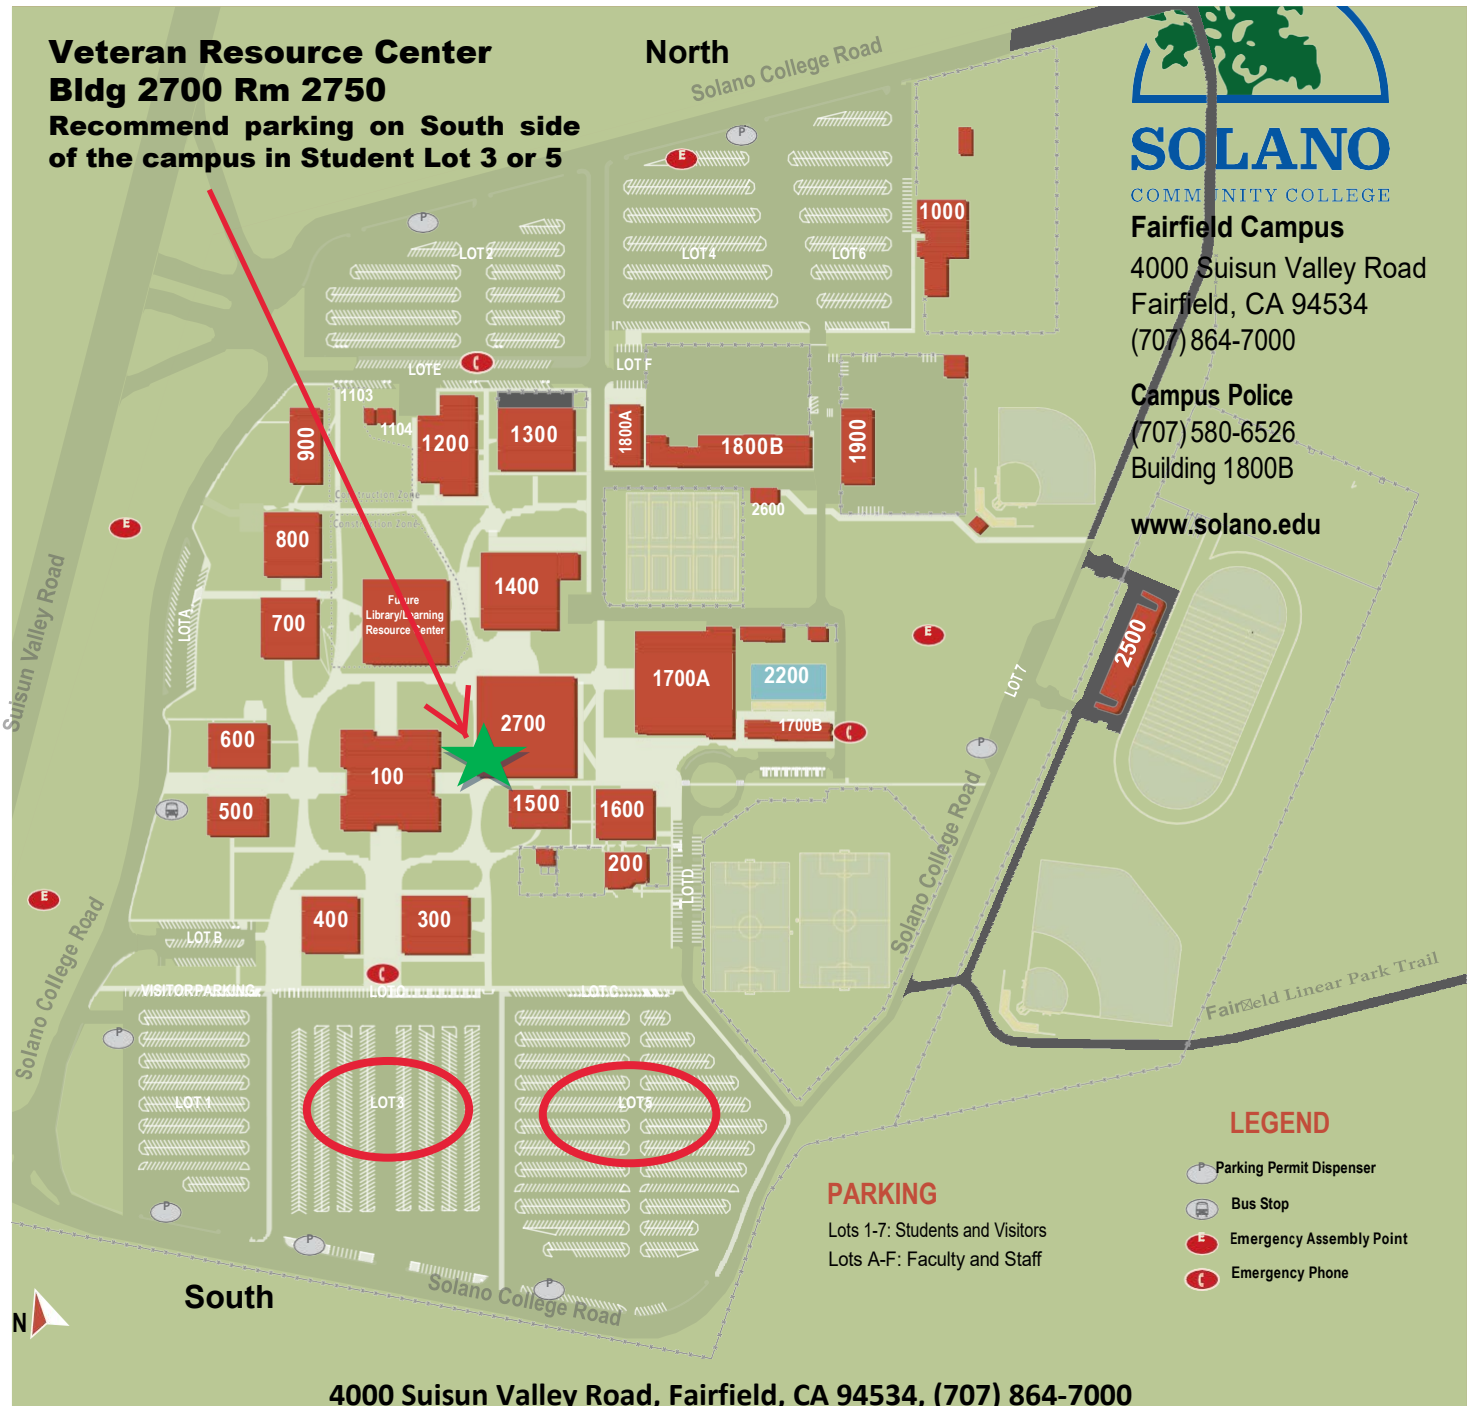 Veteran Resource Center
Bldg 2700 Rm 2750
Recommend parking on South side
of the campus in Student Lot 3 or 5
North
Solano College Road
SOLANO
COMMUNITY COLLEGE
Fairfield Campus
4000 Suisun Valley Road
Fairfield, CA 94534
(707) 864-7000
Campus Police
(707) 580-6526
Building 1800B
www.solano.edu
P
E
P
LOT 2
LOT 4
LOT 6
1000
LOT E
LOT F
1103
1104
900
1200
1300
1800A
1800B
1900
Construction Zone
Construction Zone
2600
E
800
1400
Future
Library/Learning
Resource Center
700
LOT A
Suisun Valley Road
1700A
2200
E
2500
LOT 7
600
2700
1700B
P
100
500
1500
1600
200
LOT D
Solano College Road
E
400
300
LOT B
Solano College Road
VISITOR PARKING
LOT C
LOT C
Fairfield Linear Park Trail
P
LOT 1
LOT 3
LOT 5
P
P
P
Solano College Road
South
N
PARKING
Lots 1-7: Students and Visitors
Lots A-F: Faculty and Staff
LEGEND
P Parking Permit Dispenser
Bus Stop
E Emergency Assembly Point
Emergency Phone
4000 Suisun Valley Road, Fairfield, CA 94534, (707) 864-7000